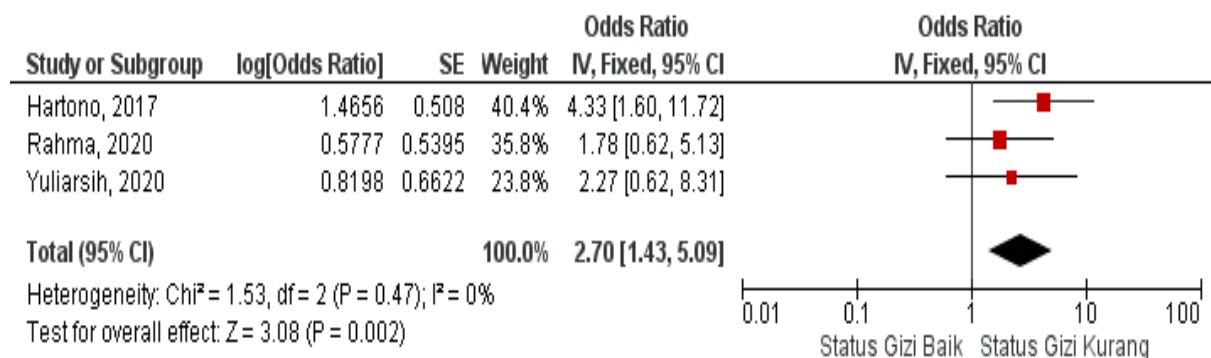 Odds Ratio Odds Ratio
Study or Subgroup log[Odds Ratio] SE Weight IV, Fixed, 95% CI IV, Fixed, 95% CI
Hartono, 2017 1.4656 0.508 40.4% 4.33 [1.60, 11.72]
Rahma, 2020 0.5777 0.5395 35.8% 1.78 [0.62, 5.13]
Yuliarsih, 2020 0.8198 0.6622 23.8% 2.27 [0.62, 8.31]
Total (95% CI) 100.0% 2.70 [1.43, 5.09]
Heterogeneity: Chi² = 1.53, df = 2 (P = 0.47); I² = 0%
Test for overall effect: Z = 3.08 (P = 0.002)
0.01 0.1 1 10 100
Status Gizi Baik Status Gizi Kurang